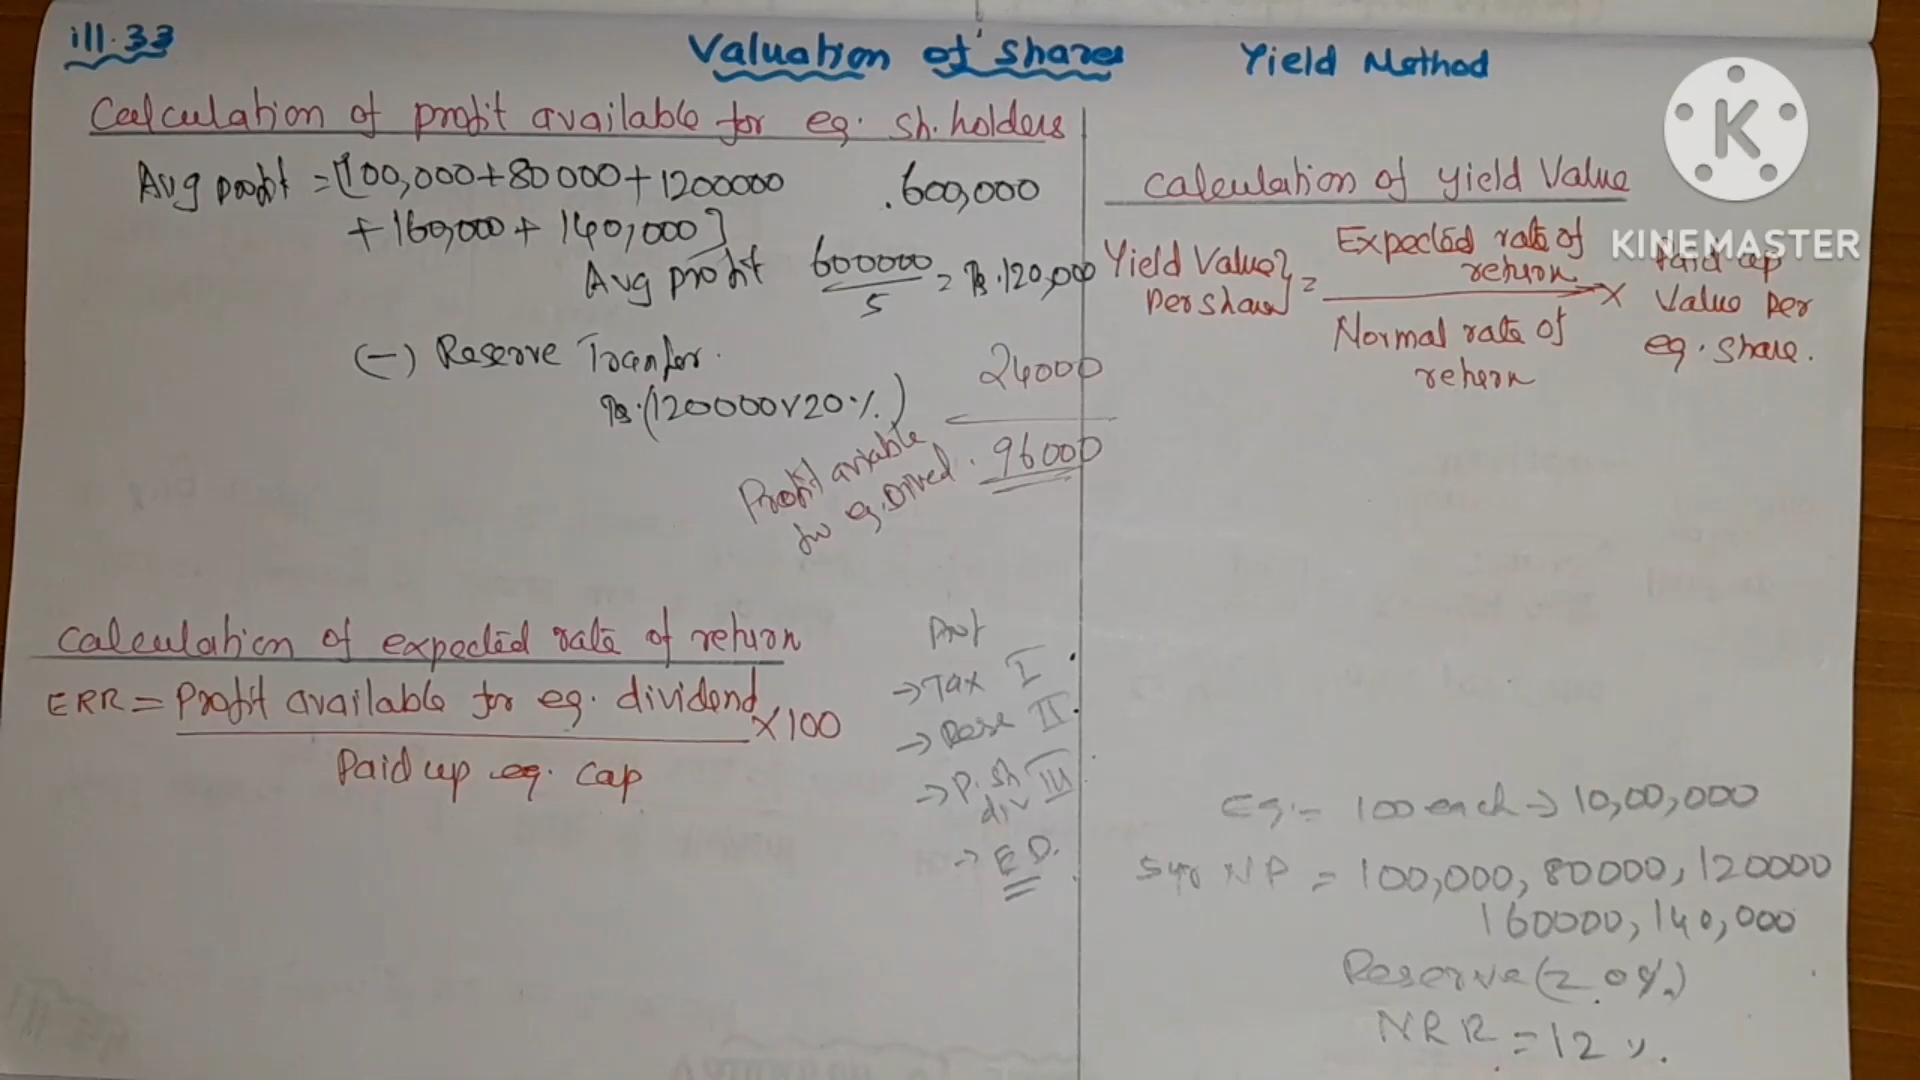 ill.33
Valuation of shares Yield Method
Calculation of profit available for eq. sh. holders
Avg profit = [100,000+80000+1200000 .600,000
+160,000+ 140,000]
Avg profit 600000/5 = Rs.120,000
(-) Reserve Transfer.
Rs.(120000×20%) 24000
Profit aviable
for eq. Divied. 96000
Calculation of expected rate of return
ERR = Profit available for eq. dividend × 100
Paid up eq. cap
→ Tax I
→ Rese II
→ P. sh III
div
→ E D.
K
KINEMASTER
Calculation of yield Value
Yield Value } = Expected rate of return × Paid up
Per share Normal rate of return Value Per
eq. share.
Eq.= 100 each → 10,00,000
5yr NP = 100,000, 80000, 120000
160000, 140,000
Reserve (20%)
NRR = 12%.